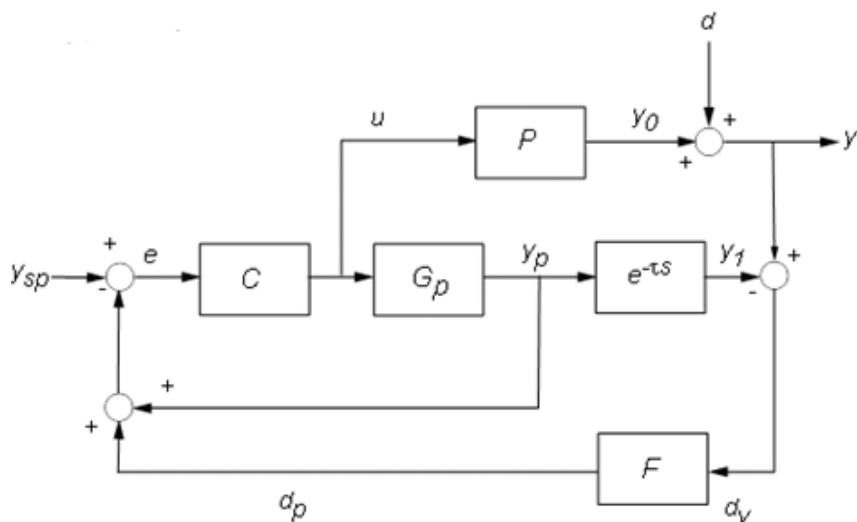 d
u
P
y0
+
+
y
ysp
+
-
e
C
Gp
yp
e-τs
y1
+
-
+
+
F
dp
dy